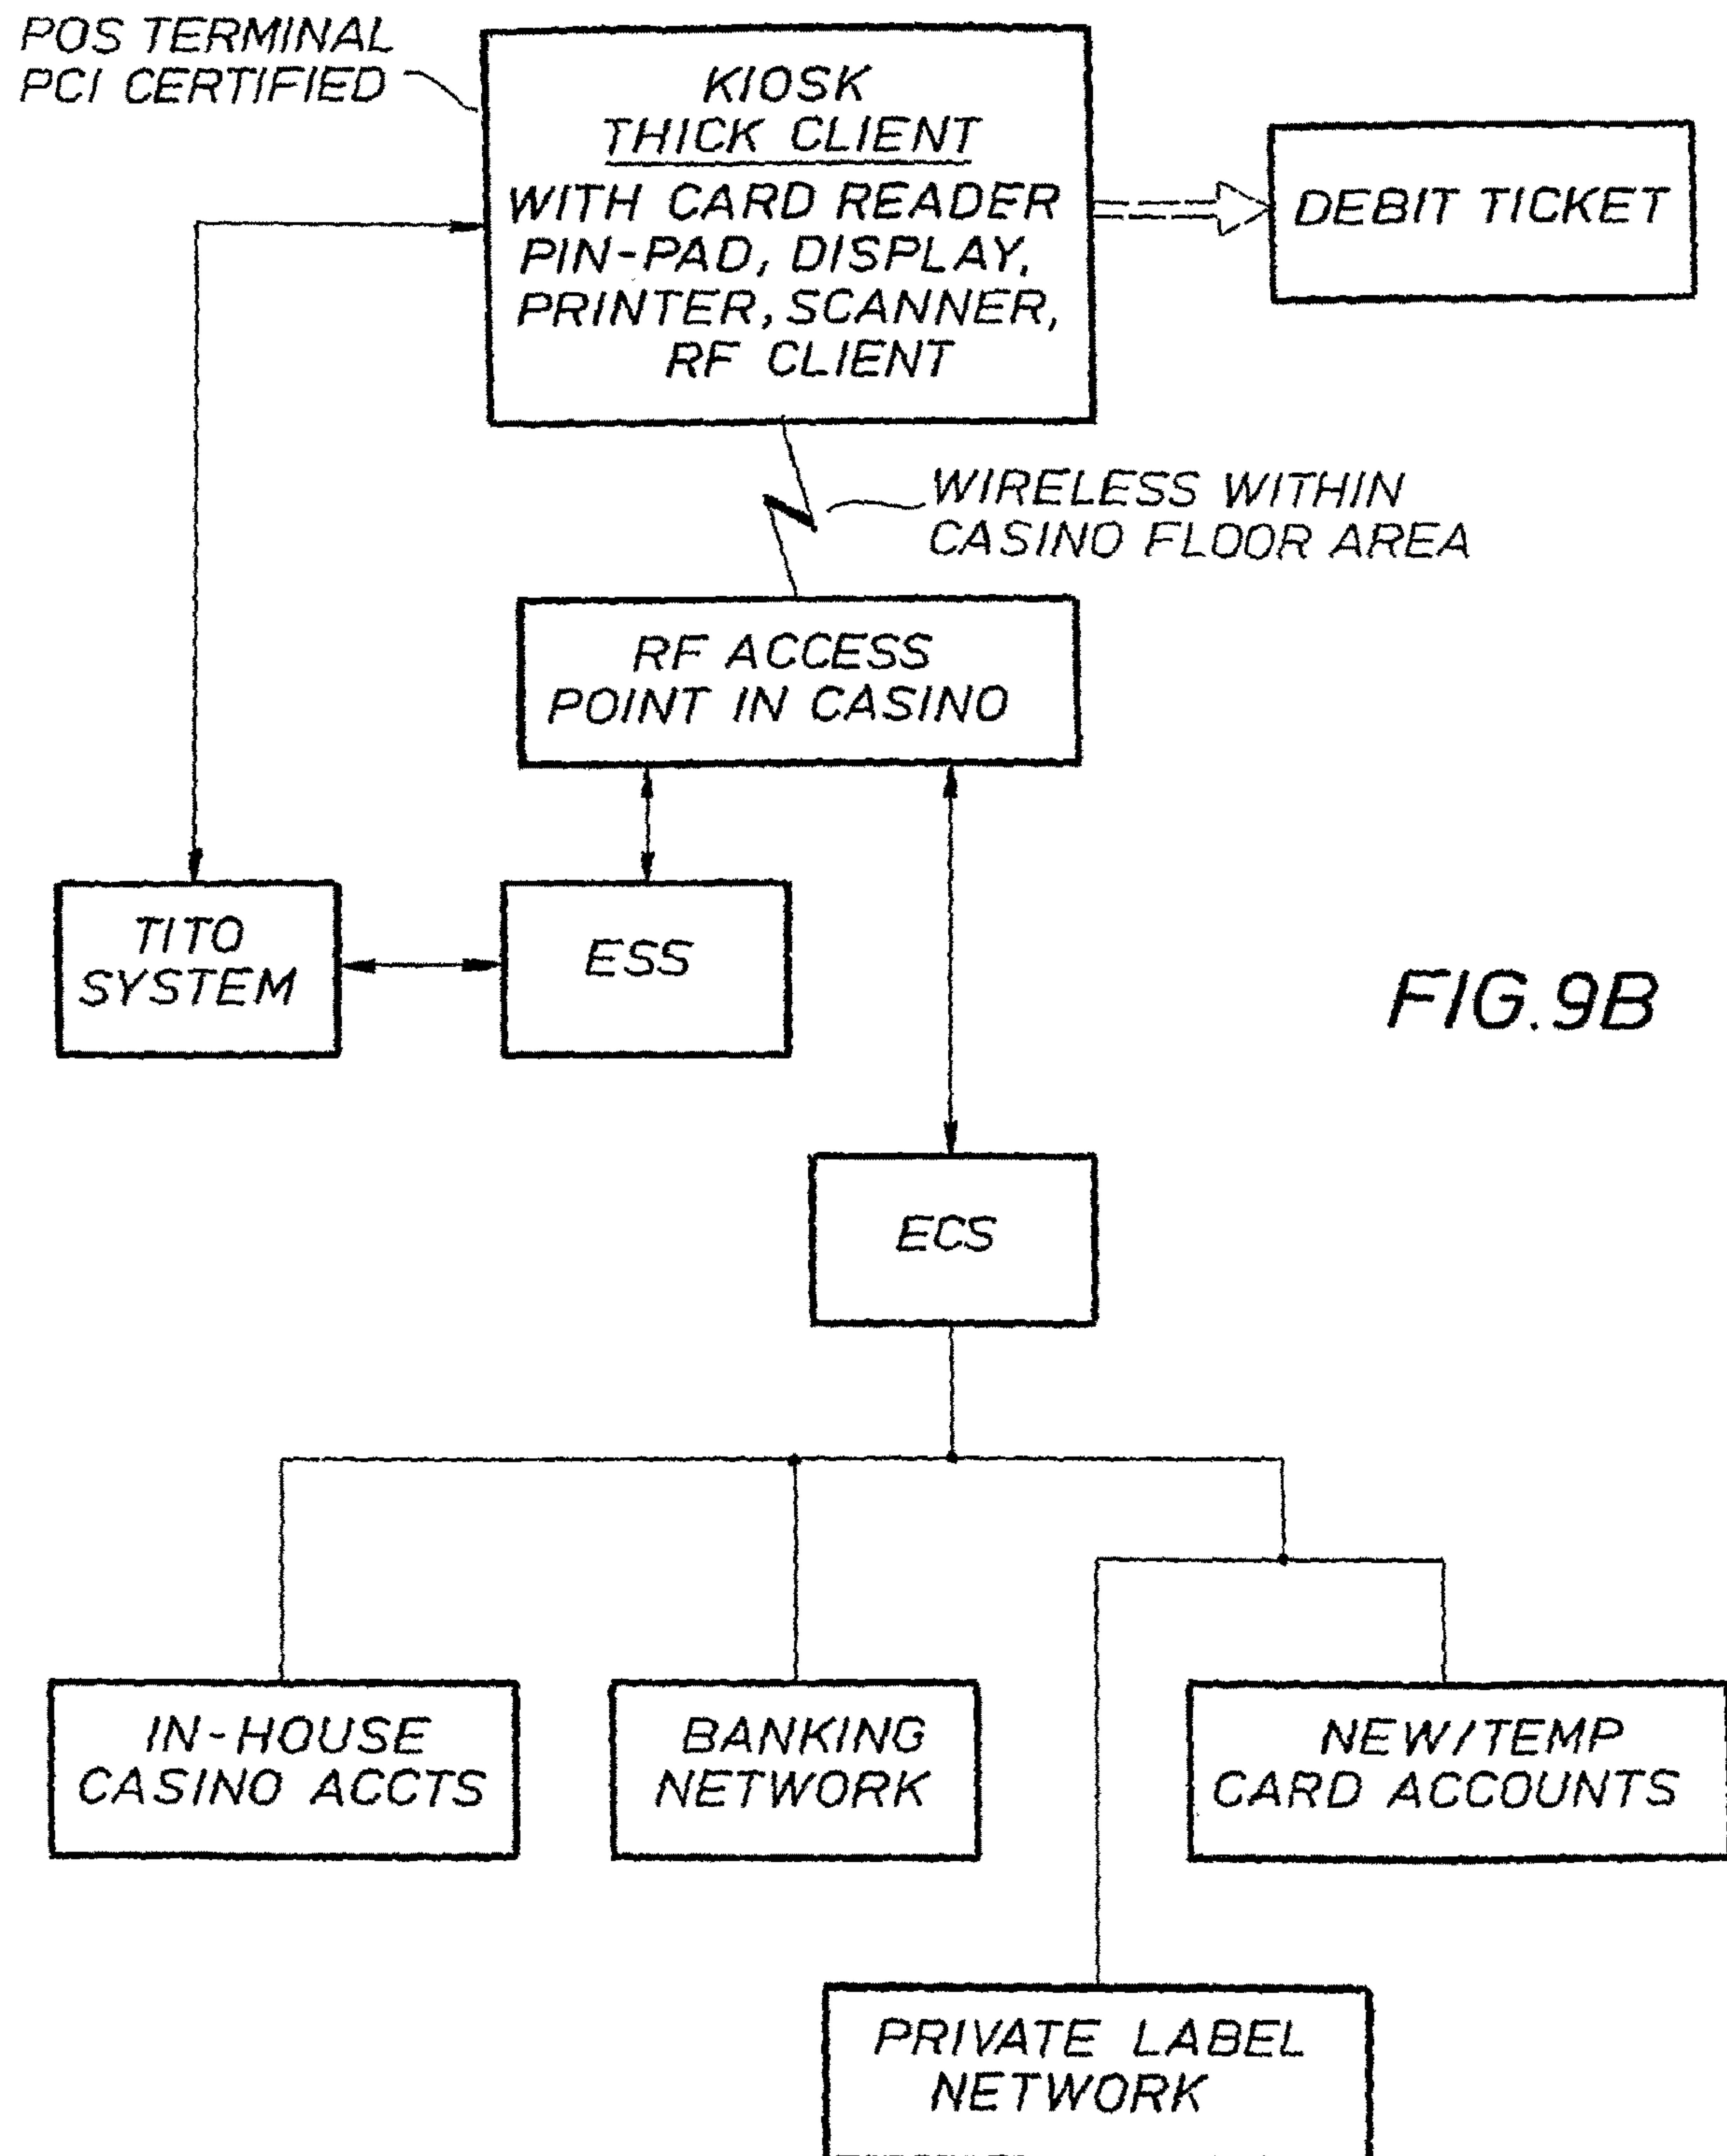 POS TERMINAL
PCI CERTIFIED
KIOSK
THICK CLIENT
WITH CARD READER
PIN-PAD, DISPLAY,
PRINTER, SCANNER,
RF CLIENT
DEBIT TICKET
WIRELESS WITHIN
CASINO FLOOR AREA
RF ACCESS
POINT IN CASINO
TITO
SYSTEM
ESS
FIG. 9B
ECS
IN-HOUSE
CASINO ACCTS
BANKING
NETWORK
NEW/TEMP
CARD ACCOUNTS
PRIVATE LABEL
NETWORK